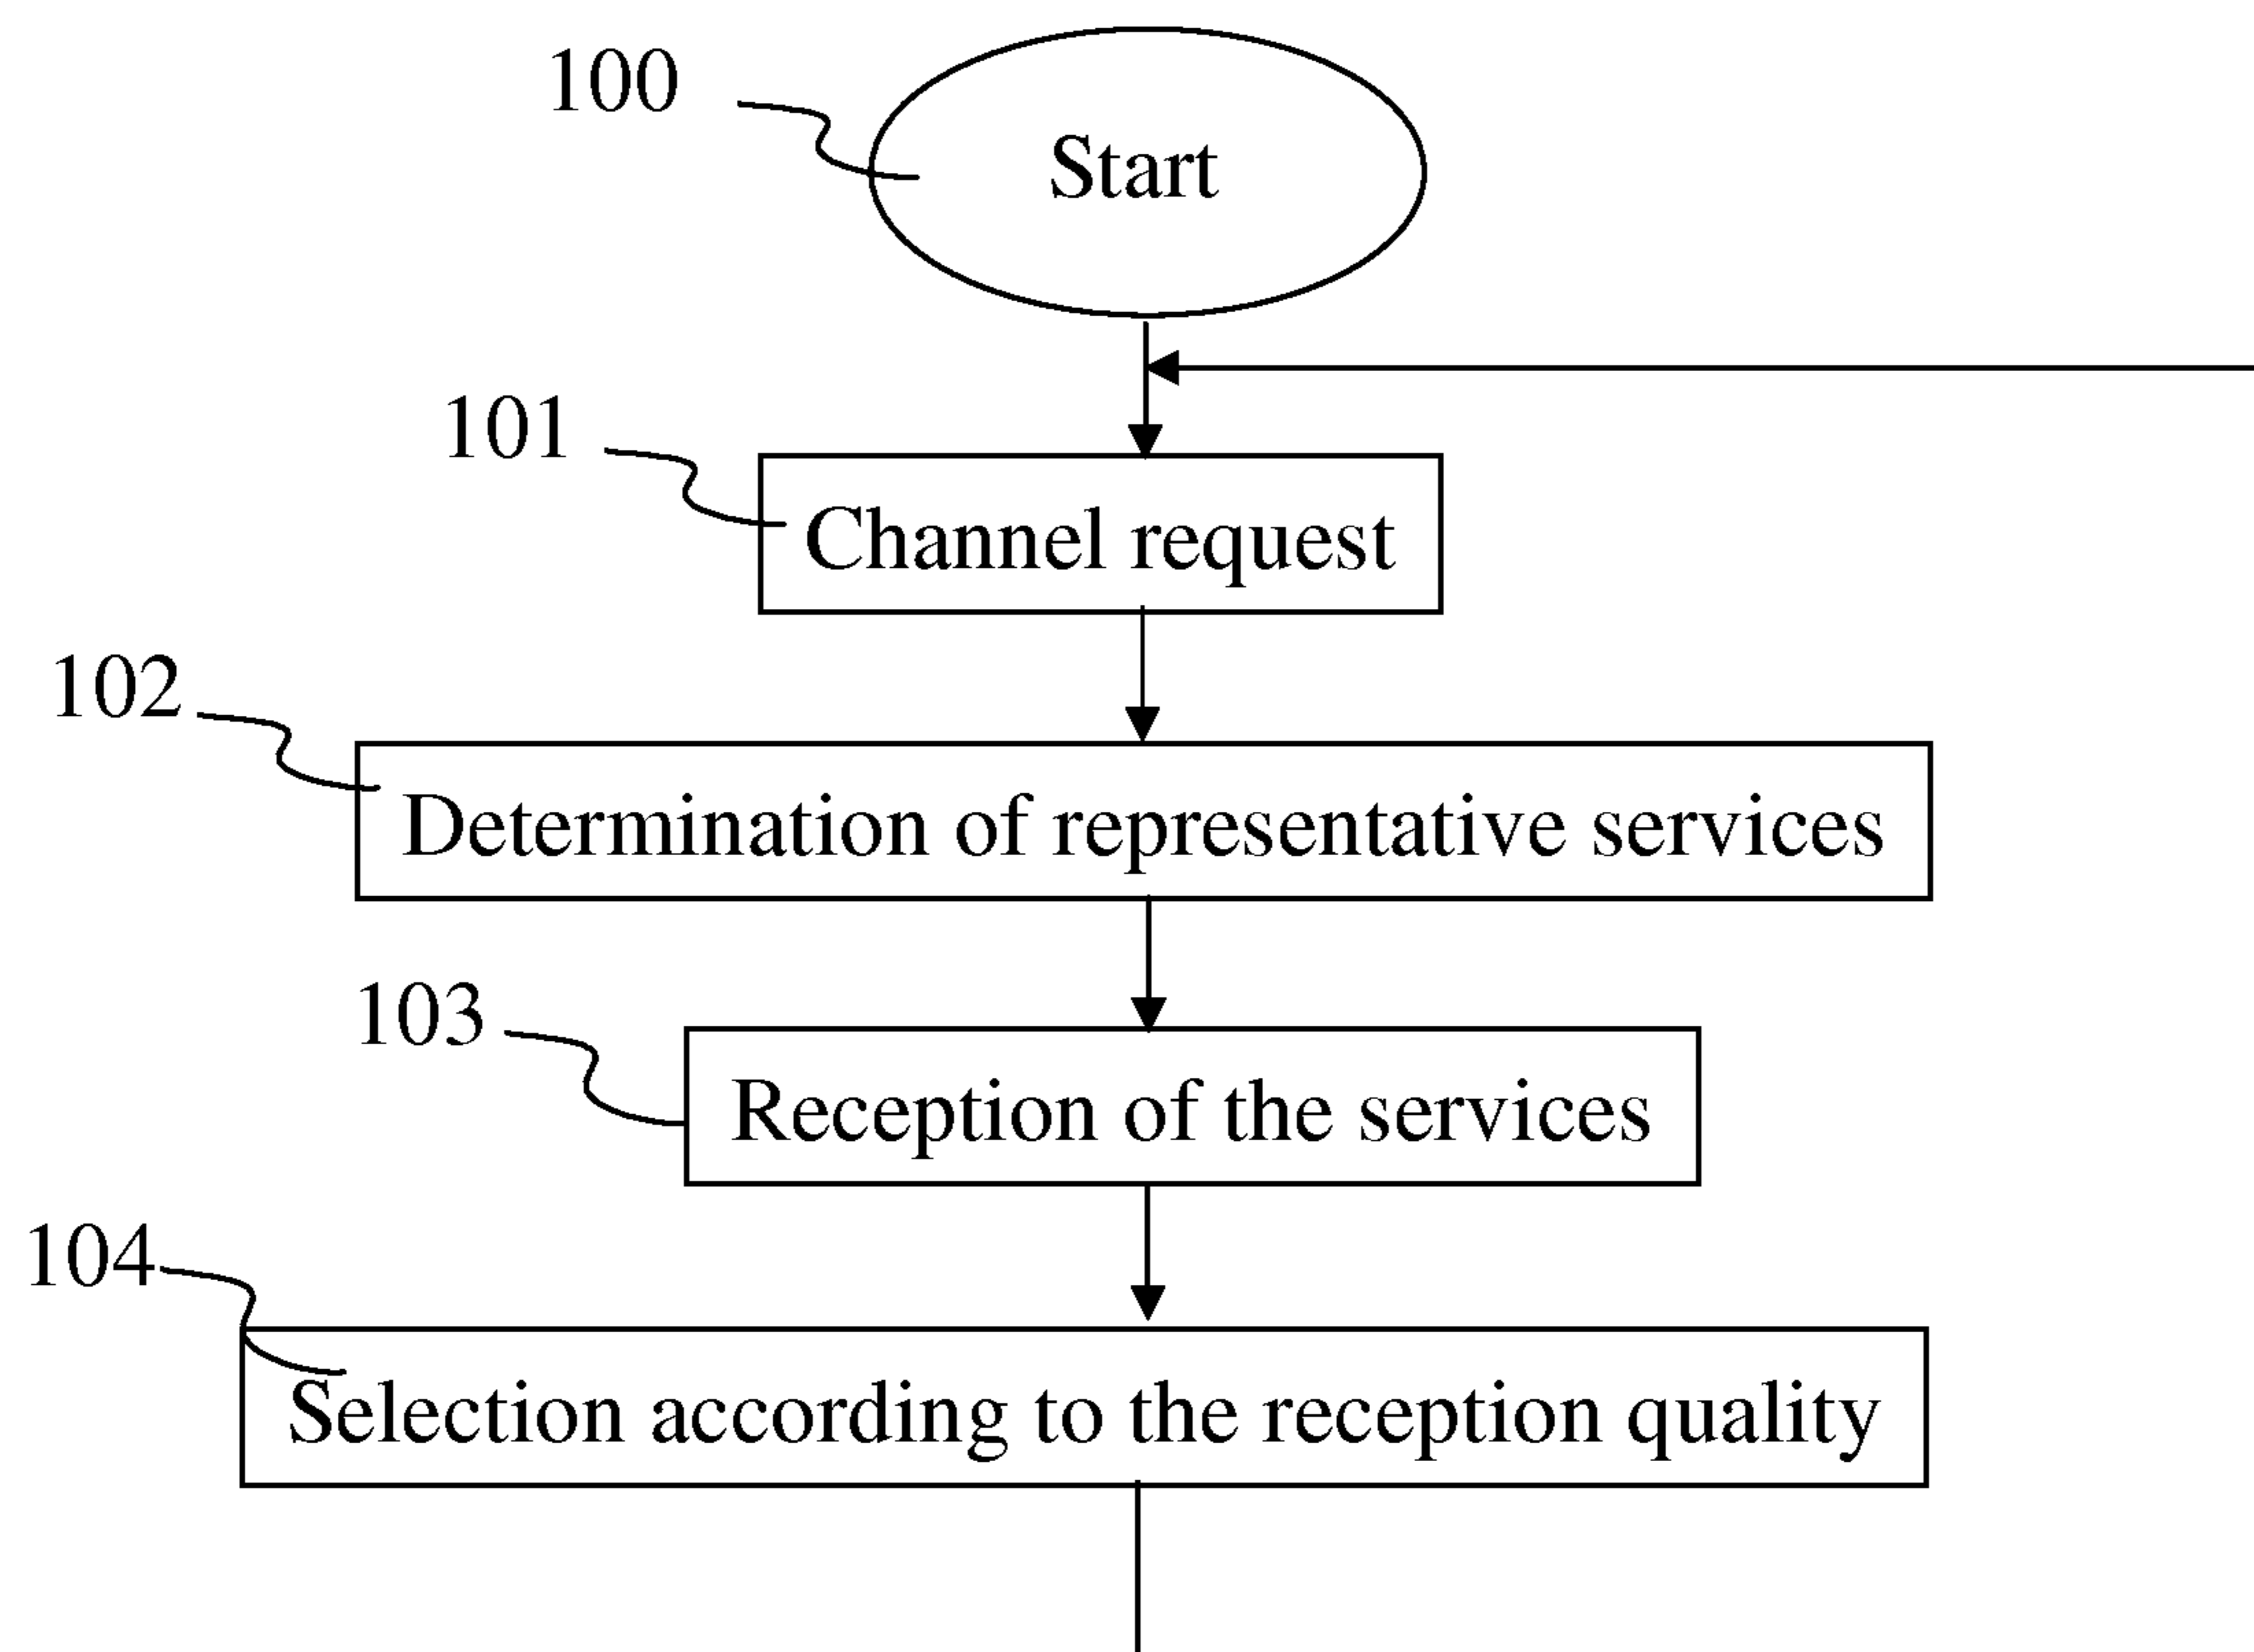 100
Start
101
Channel request
102
Determination of representative services
103
Reception of the services
104
Selection according to the reception quality